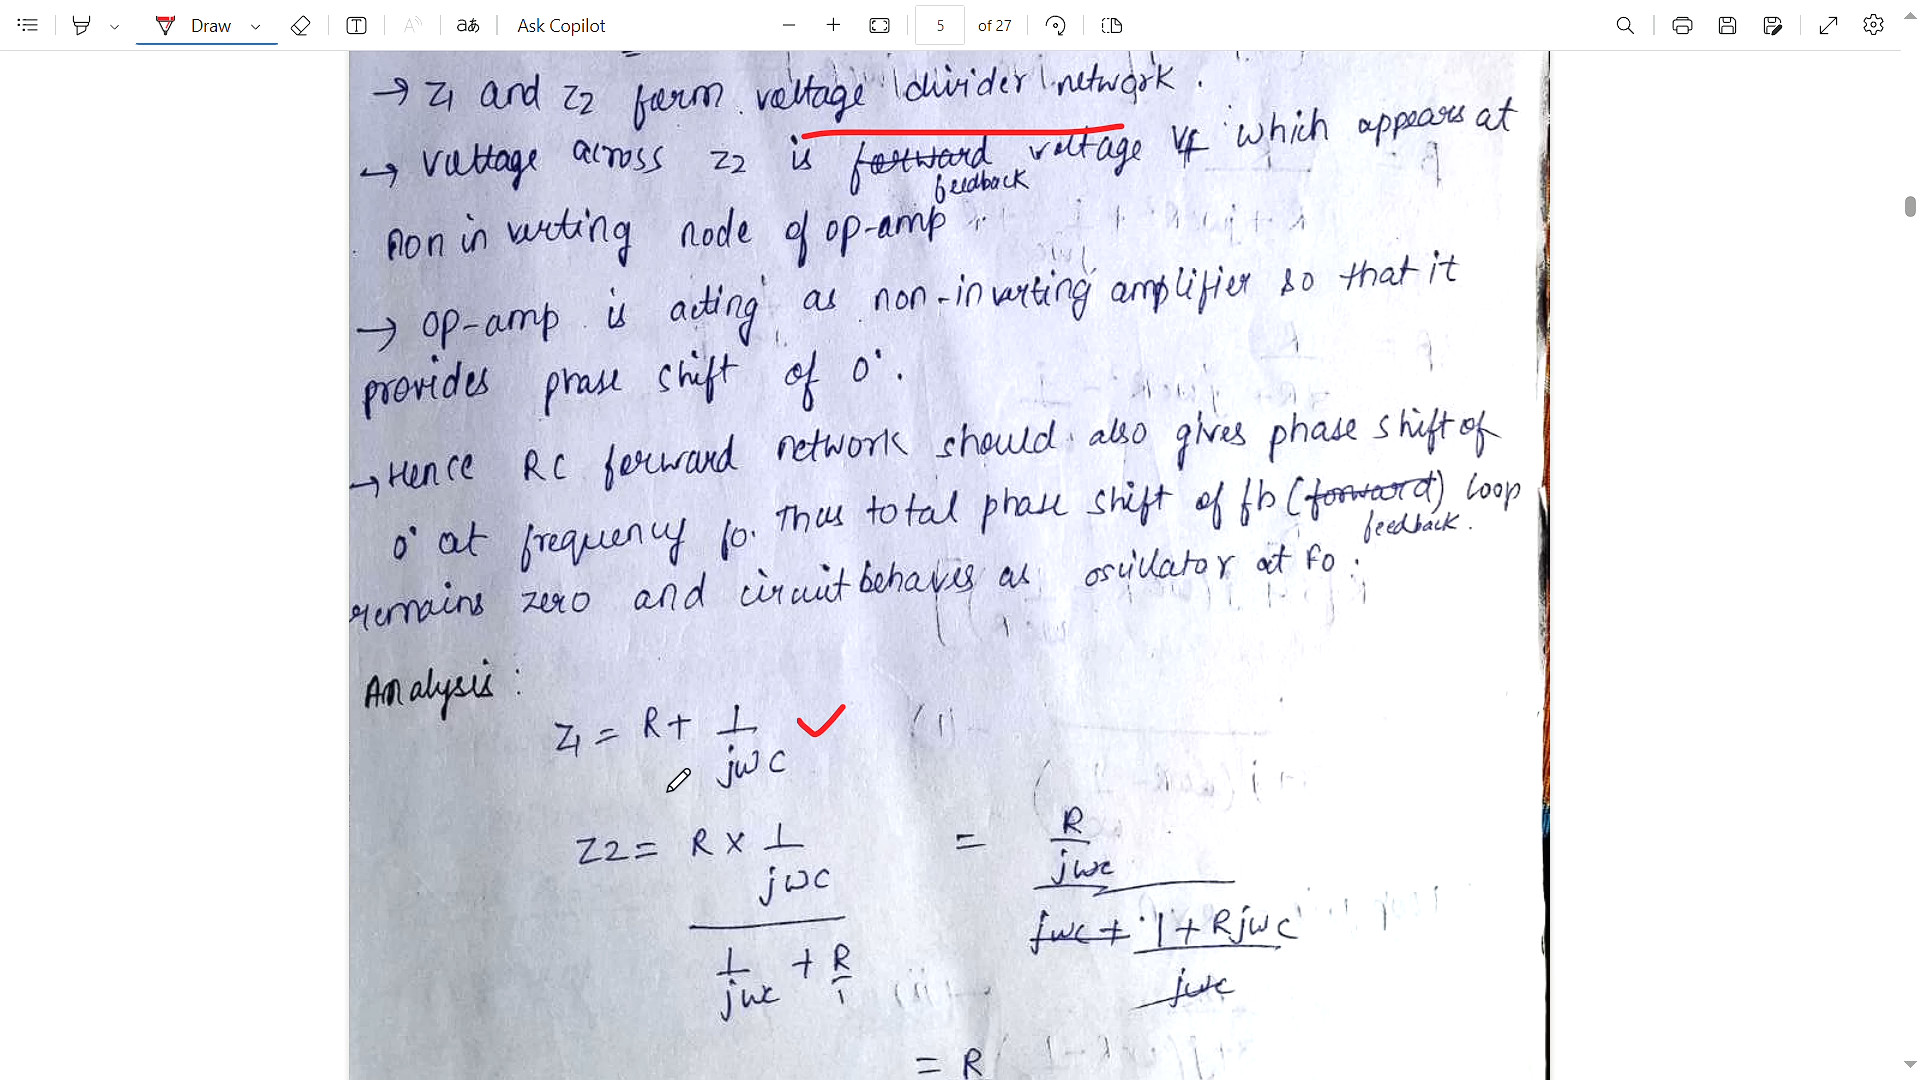 Draw
Ask Copilot
5 of 27
→ Z1 and Z2 form voltage divider network.
→ voltage across Z2 is forward voltage Vf which appears at
feedback
non inverting node of op-amp
→ op-amp is acting as non-inverting amplifier so that it
provides phase shift of 0°.
→ Hence RC forward network should also gives phase shift of
0° at frequency fo. Thus total phase shift of fb (forward) loop
feedback.
remains zero and circuit behaves as oscillator at Fo.
Analysis:
Z1 = R + 1/jωC
Z2 = R × 1/jωC = R/jωc
1/jωc + R/1 jωc + 1 + RjωC
jωc
= R